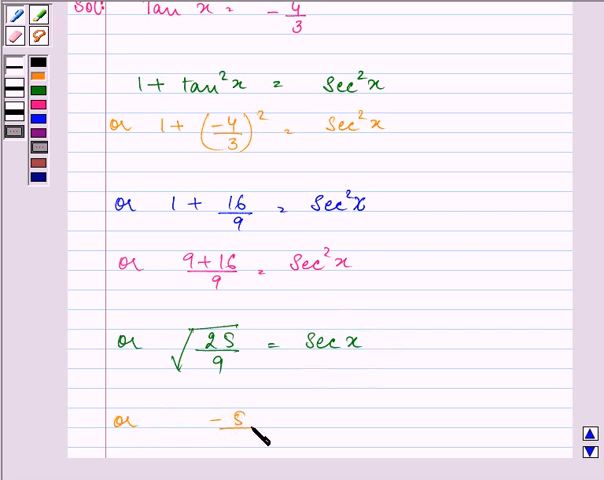 Sol: tan x = -4/3
1 + tan²x = sec²x
or 1 + (-4/3)² = sec²x
or 1 + 16/9 = sec²x
or 9+16/9 = sec²x
or √25/9 = sec x
or -5